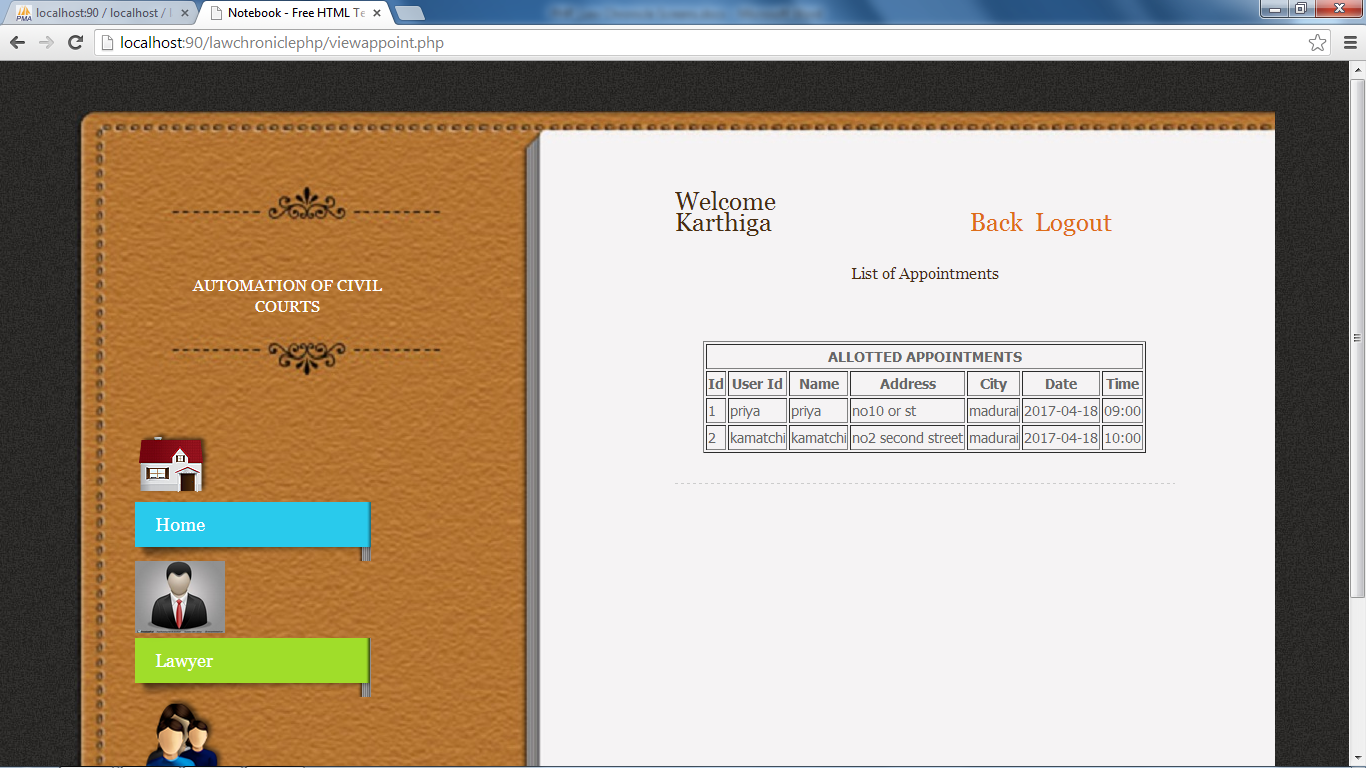 localhost:90 / localhost / l
Notebook - Free HTML Te
localhost:90/lawchroniclephp/viewappoint.php
AUTOMATION OF CIVIL
COURTS
Home
Lawyer
Welcome
Karthiga
Back Logout
List of Appointments
ALLOTTED APPOINTMENTS
Id User Id Name Address City Date Time
1 priya priya no10 or st madurai 2017-04-18 09:00
2 kamatchi kamatchi no2 second street madurai 2017-04-18 10:00